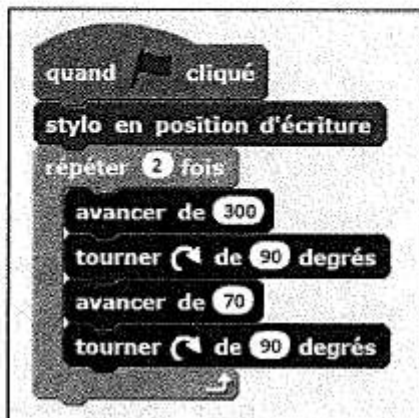 quand cliqué
stylo en position d'écriture
répéter 2 fois
avancer de 300
tourner de 90 degrés
avancer de 70
tourner de 90 degrés